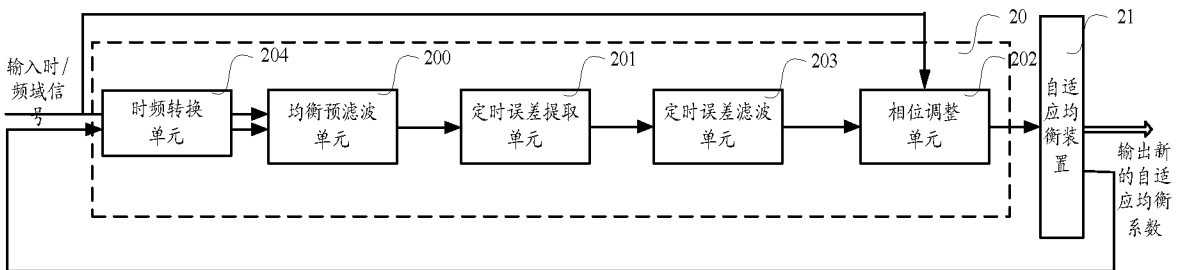 20
21
204
200
201
203
202
输入时/
频域信
号
时频转换
单元
均衡预滤波
单元
定时误差提取
单元
定时误差滤波
单元
相位调整
单元
自适
应均
衡装
置
输出新
的自适
应均衡
系数